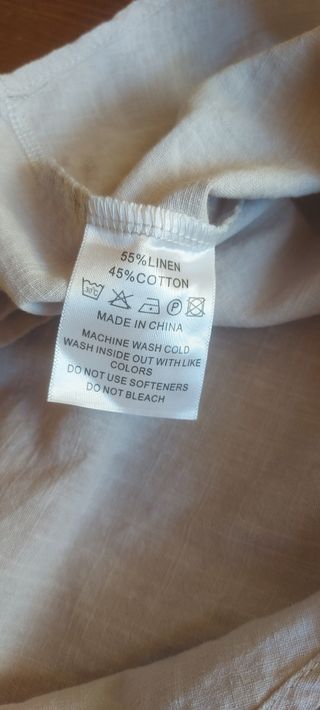 55%LINEN
45%COTTON
30°C P
MADE IN CHINA
MACHINE WASH COLD
WASH INSIDE OUT WITH LIKE
COLORS
DO NOT USE SOFTENERS
DO NOT BLEACH